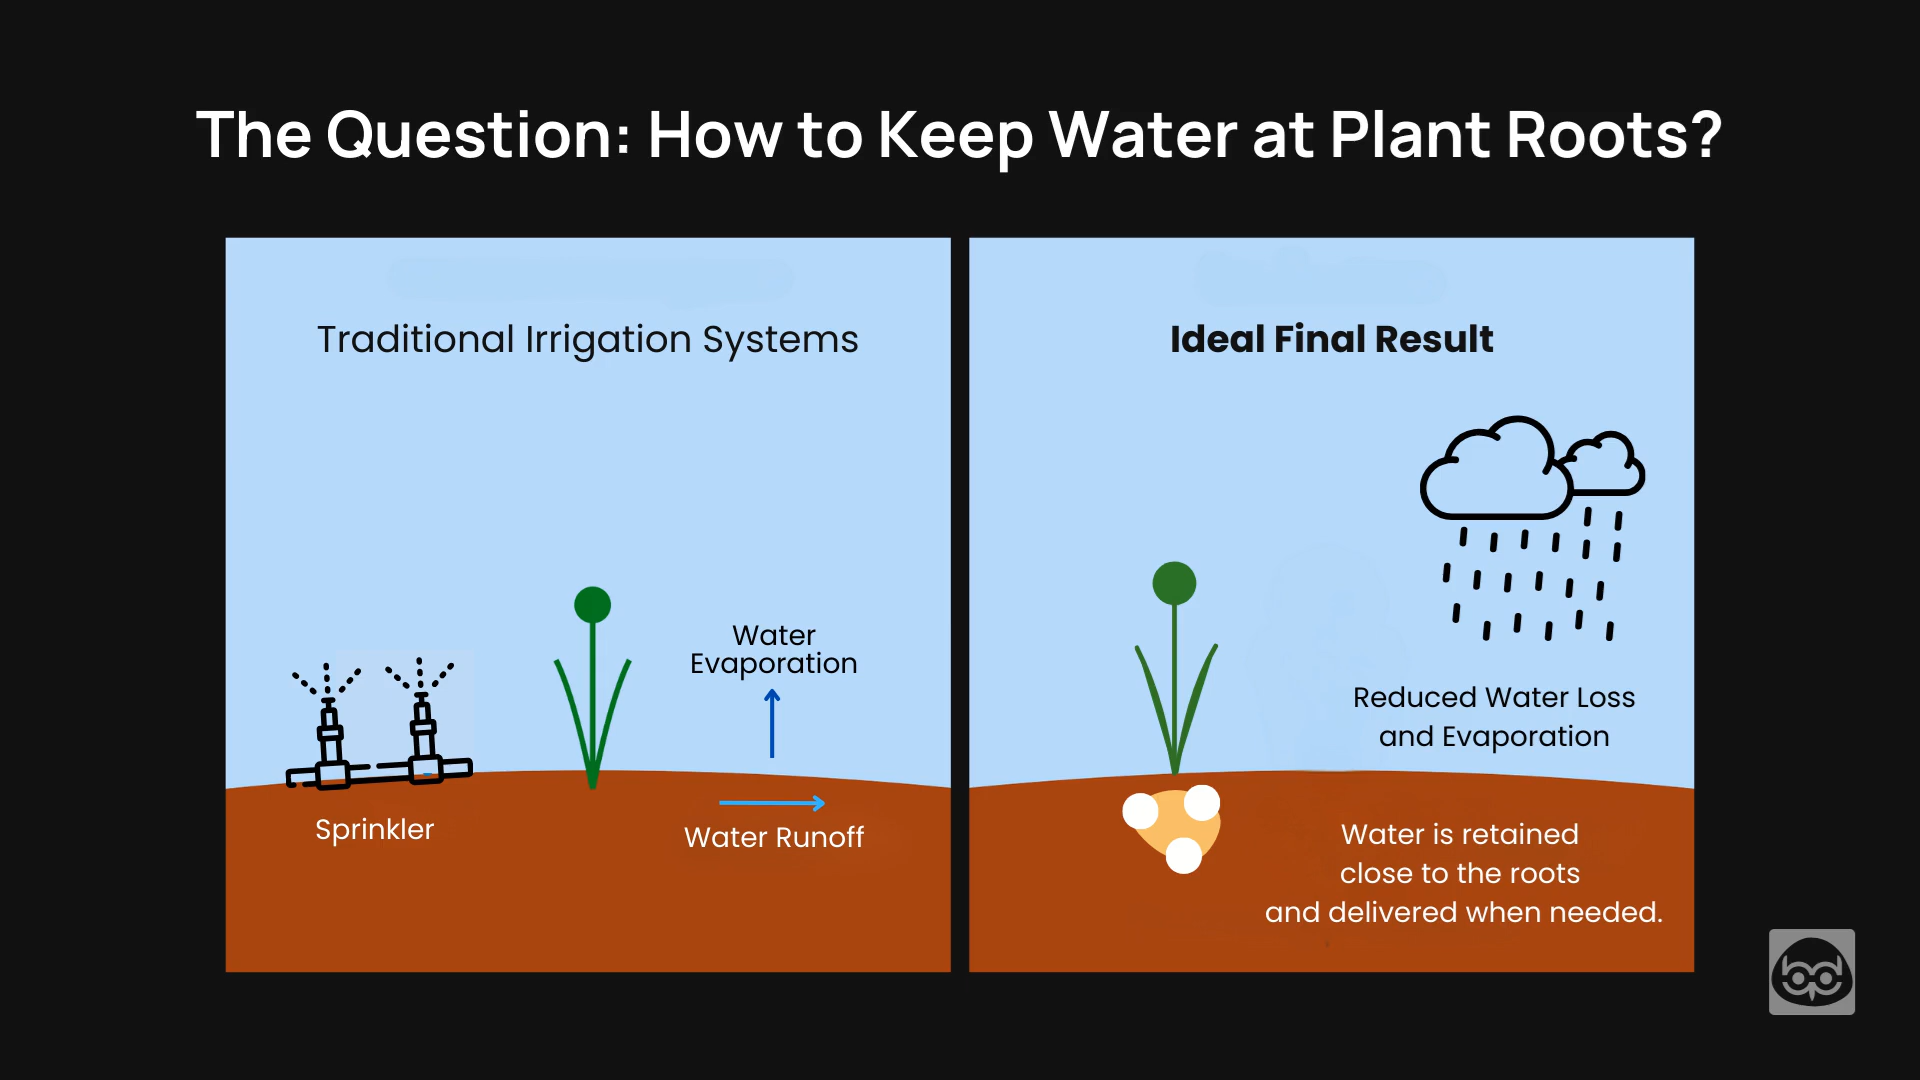 The Question: How to Keep Water at Plant Roots?
Traditional Irrigation Systems
Water
Evaporation
Sprinkler
Water Runoff
Ideal Final Result
Reduced Water Loss
and Evaporation
Water is retained
close to the roots
and delivered when needed.